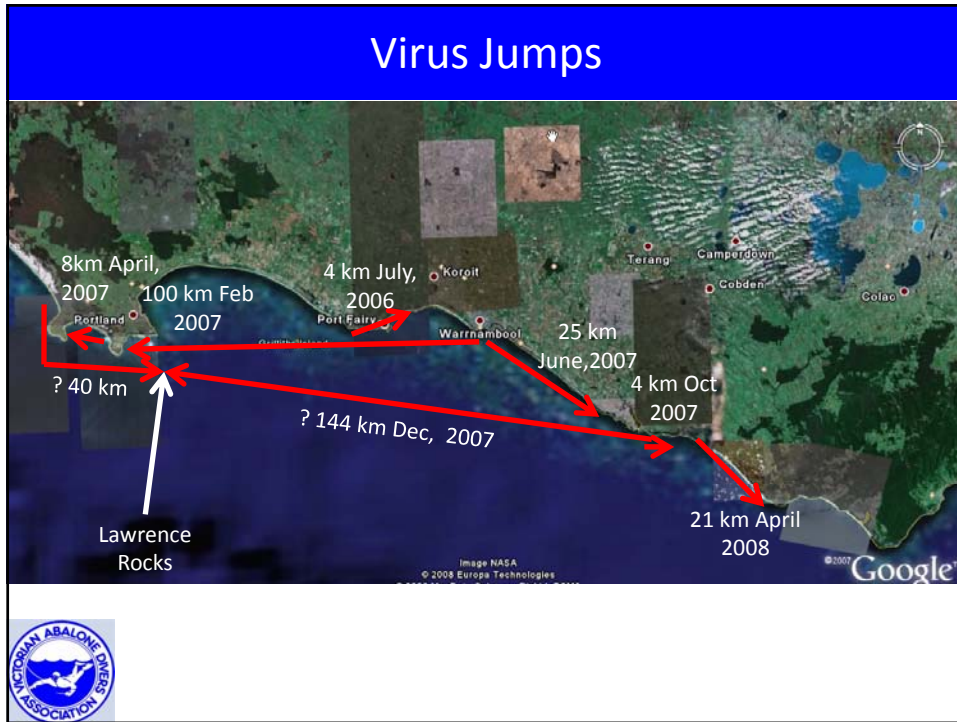 Virus Jumps
8km April,
2007
100 km Feb
2007
4 km July,
2006
Koroit
Terang
Camperdown
Cobden
Colac
Portland
Port Fairy
Warrnambool
25 km
June,2007
4 km Oct
2007
? 40 km
? 144 km Dec, 2007
Lawrence
Rocks
21 km April
2008
Image NASA
© 2008 Europa Technologies
©2007 Google
VICTORIAN ABALONE DIVERS
ASSOCIATION